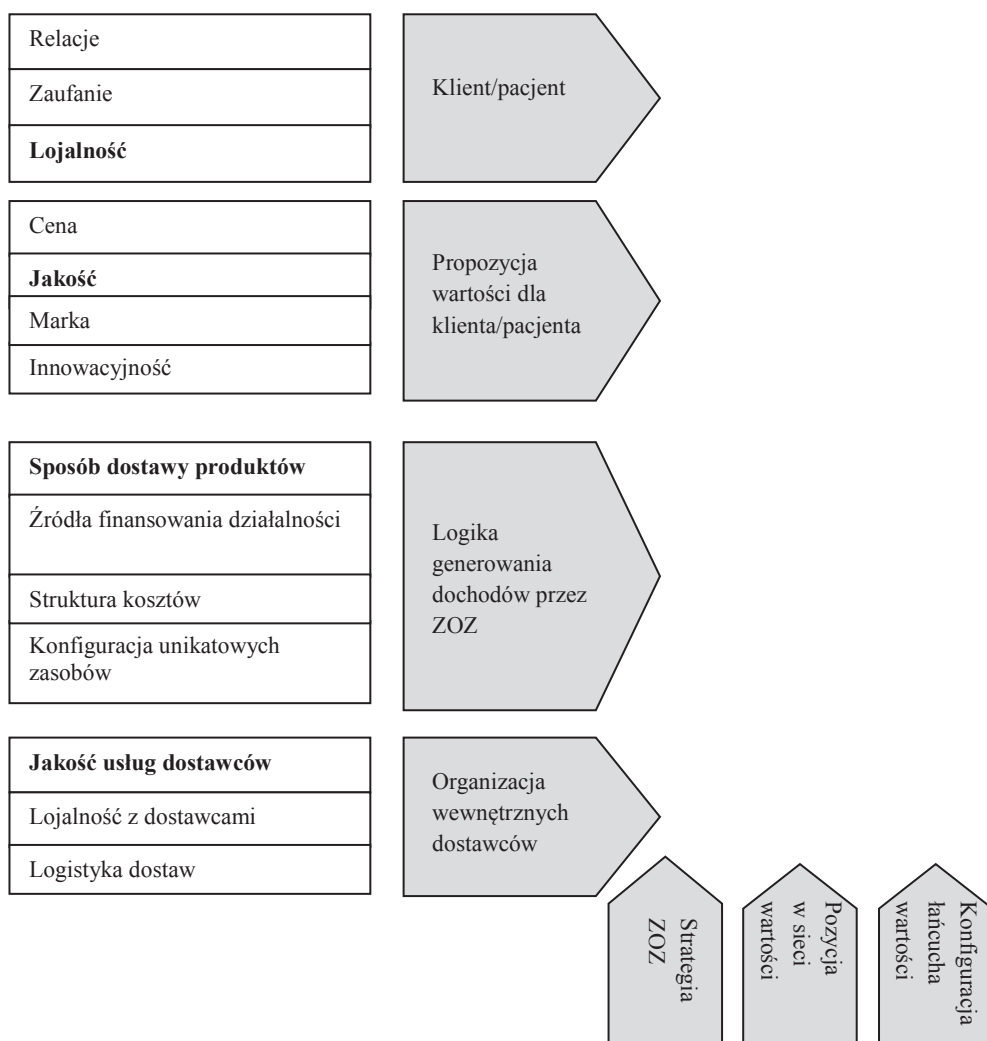 Relacje
Zaufanie
Lojalność
Klient/pacjent
Cena
Jakość
Marka
Innowacyjność
Propozycja
wartości dla
klienta/pacjenta
Sposób dostawy produktów
Źródła finansowania działalności
Struktura kosztów
Konfiguracja unikatowych
zasobów
Logika
generowania
dochodów przez
ZOZ
Jakość usług dostawców
Lojalność z dostawcami
Logistyka dostaw
Organizacja
wewnętrznych
dostawców
Strategia
ZOZ
Pozycja
w sieci
wartości
Konfiguracja
łańcucha
wartości